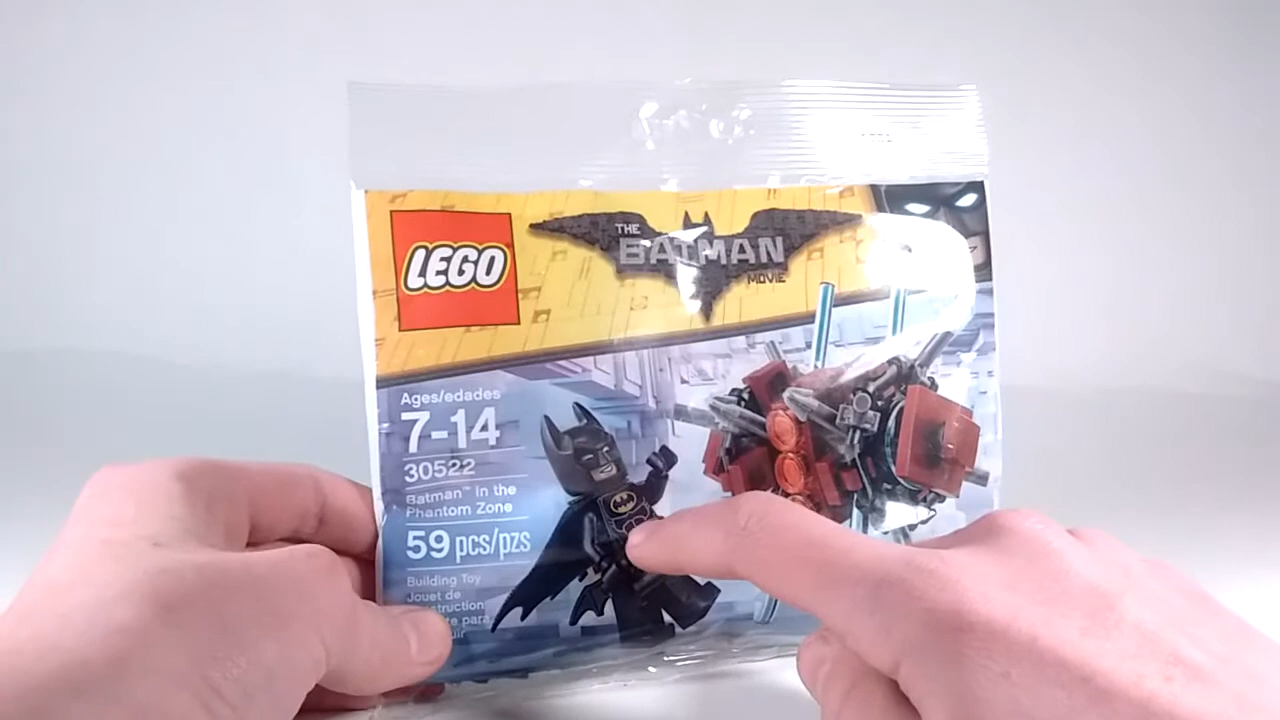 LEGO
THE
BATMAN
MOVIE
Ages/edades
7-14
30522
Batman™ in the
Phantom Zone
59 pcs/pzs
Building Toy
Jouet de